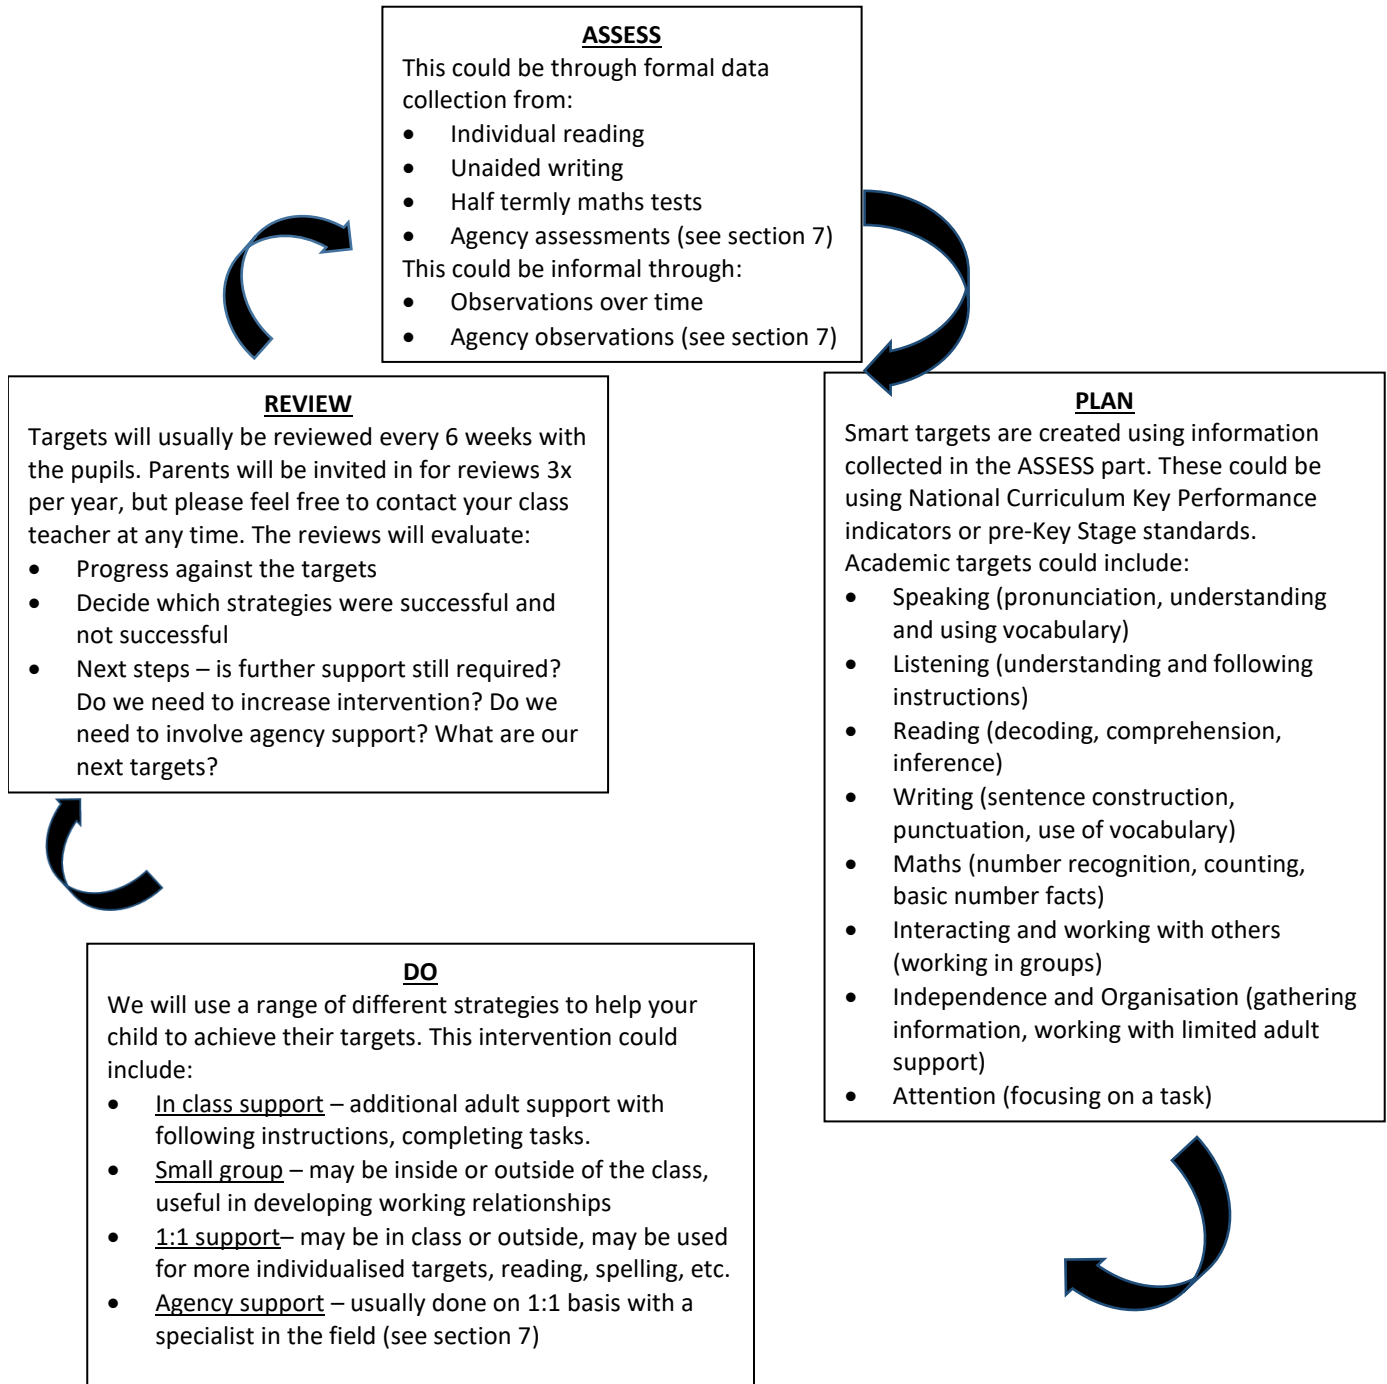 ASSESS
This could be through formal data
collection from:
• Individual reading
• Unaided writing
• Half termly maths tests
• Agency assessments (see section 7)
This could be informal through:
• Observations over time
• Agency observations (see section 7)
PLAN
Smart targets are created using information
collected in the ASSESS part. These could be
using National Curriculum Key Performance
indicators or pre-Key Stage standards.
Academic targets could include:
• Speaking (pronunciation, understanding
and using vocabulary)
• Listening (understanding and following
instructions)
• Reading (decoding, comprehension,
inference)
• Writing (sentence construction,
punctuation, use of vocabulary)
• Maths (number recognition, counting,
basic number facts)
• Interacting and working with others
(working in groups)
• Independence and Organisation (gathering
information, working with limited adult
support)
• Attention (focusing on a task)
DO
We will use a range of different strategies to help your
child to achieve their targets. This intervention could
include:
• In class support – additional adult support with
following instructions, completing tasks.
• Small group – may be inside or outside of the class,
useful in developing working relationships
• 1:1 support– may be in class or outside, may be used
for more individualised targets, reading, spelling, etc.
• Agency support – usually done on 1:1 basis with a
specialist in the field (see section 7)
REVIEW
Targets will usually be reviewed every 6 weeks with
the pupils. Parents will be invited in for reviews 3x
per year, but please feel free to contact your class
teacher at any time. The reviews will evaluate:
• Progress against the targets
• Decide which strategies were successful and
not successful
• Next steps – is further support still required?
Do we need to increase intervention? Do we
need to involve agency support? What are our
next targets?